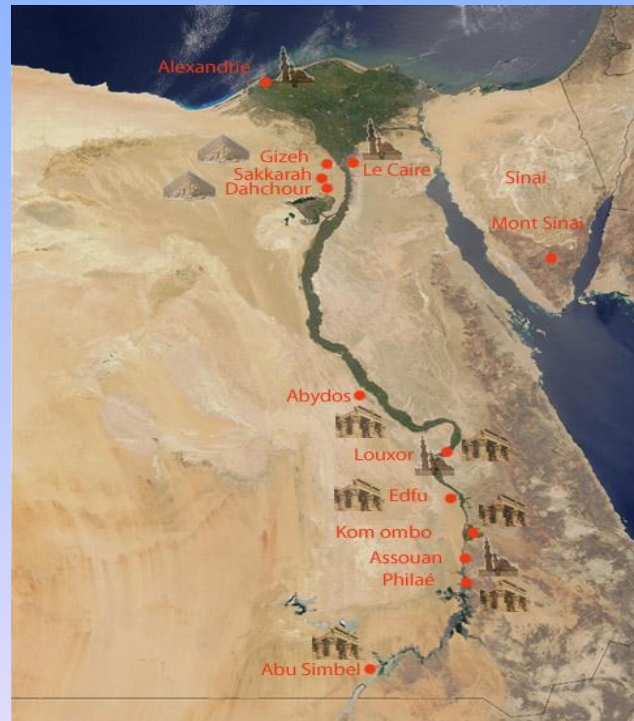 Alexandrie
Gizeh
Le Caire
Sakkarah
Dahchour
Sinai
Mont Sinai
Abydos
Louxor
Edfu
Kom ombo
Assouan
Philaé
Abu Simbel